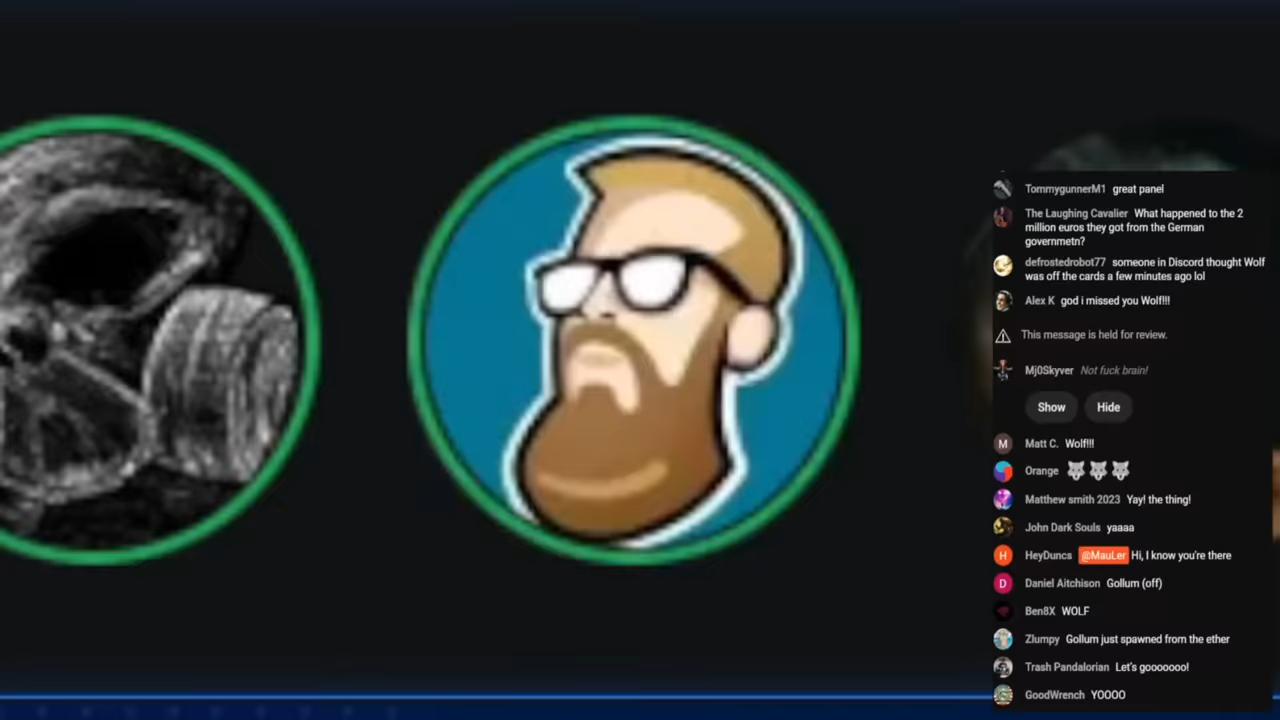 TommygunnerM1 great panel
The Laughing Cavalier What happened to the 2
million euros they got from the German
governmetn?
defrostedrobot77 someone in Discord thought Wolf
was off the cards a few minutes ago lol
Alex K god i missed you Wolf!!!
This message is held for review.
Mj0Skyver Not fuck brain!
Show Hide
M Matt C. Wolf!!!
Orange
Matthew smith 2023 Yay! the thing!
John Dark Souls yaaaa
H HeyDuncs @MauLer Hi, I know you're there
D Daniel Aitchison Gollum (off)
Ben8X WOLF
Zlumpy Gollum just spawned from the ether
Trash Pandalorian Let's gooooooo!
GoodWrench YOOOO